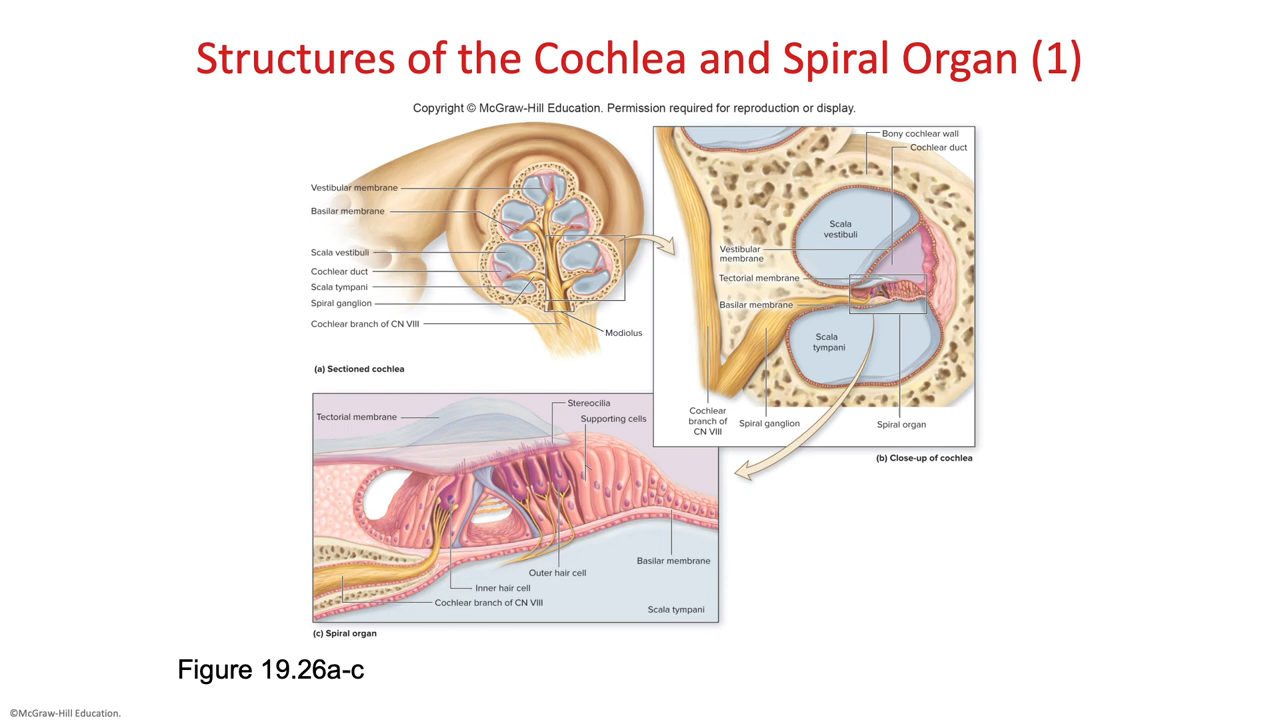 Structures of the Cochlea and Spiral Organ (1)
Copyright © McGraw-Hill Education. Permission required for reproduction or display.
Vestibular membrane
Basilar membrane
Scala vestibuli
Cochlear duct
Scala tympani
Spiral ganglion
Cochlear branch of CN VIII
Modiolus
(a) Sectioned cochlea
Bony cochlear wall
Cochlear duct
Scala
vestibuli
Vestibular
membrane
Tectorial membrane
Basilar membrane
Scala
tympani
Cochlear
branch of
CN VIII
Spiral ganglion
Spiral organ
(b) Close-up of cochlea
Tectorial membrane
Stereocilia
Supporting cells
Basilar membrane
Outer hair cell
Inner hair cell
Cochlear branch of CN VIII
Scala tympani
(c) Spiral organ
Figure 19.26a-c
©McGraw-Hill Education.